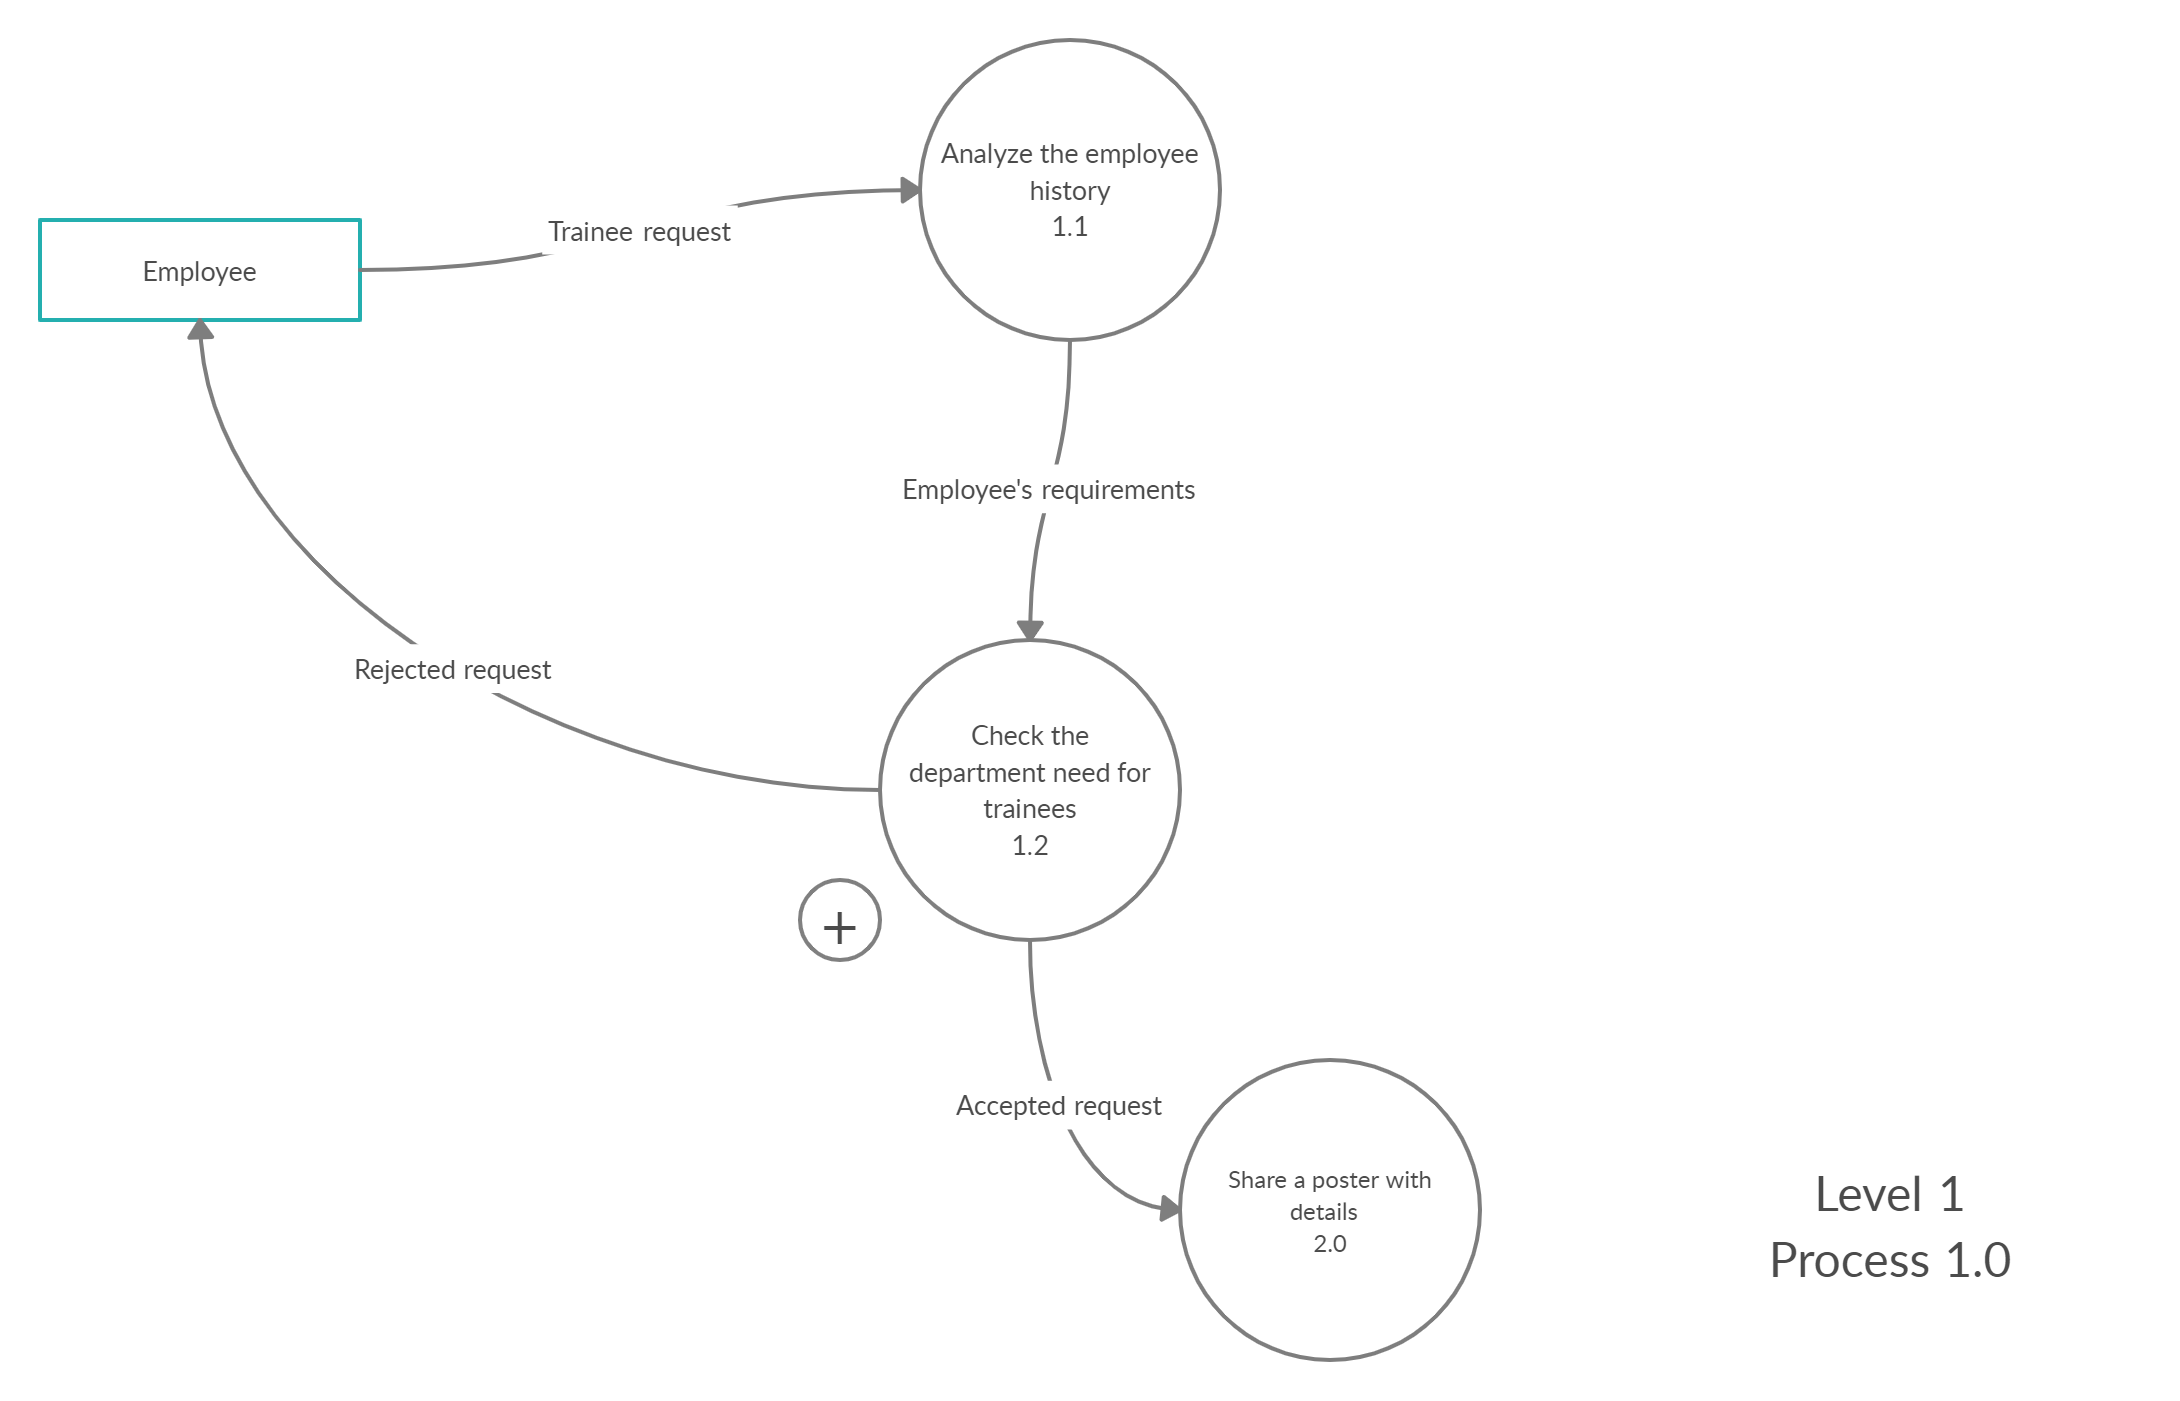 Analyze the employee
history
1.1
Trainee request
Employee
Employee's requirements
Rejected request
Check the
department need for
trainees
1.2
+
Accepted request
Share a poster with
details
2.0
Level 1
Process 1.0